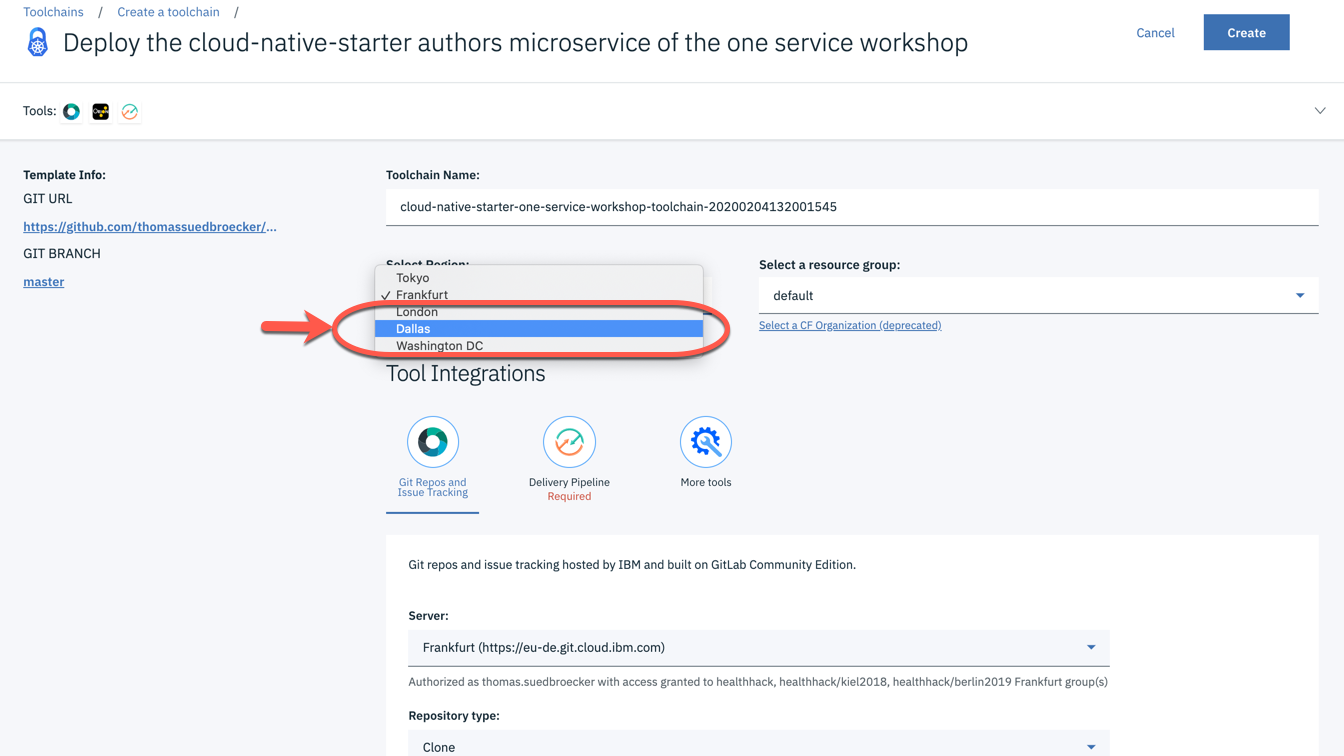 Toolchains / Create a toolchain /
Deploy the cloud-native-starter authors microservice of the one service workshop
Cancel
Create
Tools:
Template Info:
GIT URL
https://github.com/thomassuedbroecker/...
GIT BRANCH
master
Toolchain Name:
cloud-native-starter-one-service-workshop-toolchain-20200204132001545
Select Region:
Tokyo
✓ Frankfurt
London
Dallas
Washington DC
Select a resource group:
default
Select a CF Organization (deprecated)
Tool Integrations
Git Repos and
Issue Tracking
Delivery Pipeline
Required
More tools
Git repos and issue tracking hosted by IBM and built on GitLab Community Edition.
Server:
Frankfurt (https://eu-de.git.cloud.ibm.com)
Authorized as thomas.suedbroecker with access granted to healthhack, healthhack/kiel2018, healthhack/berlin2019 Frankfurt group(s)
Repository type:
Clone